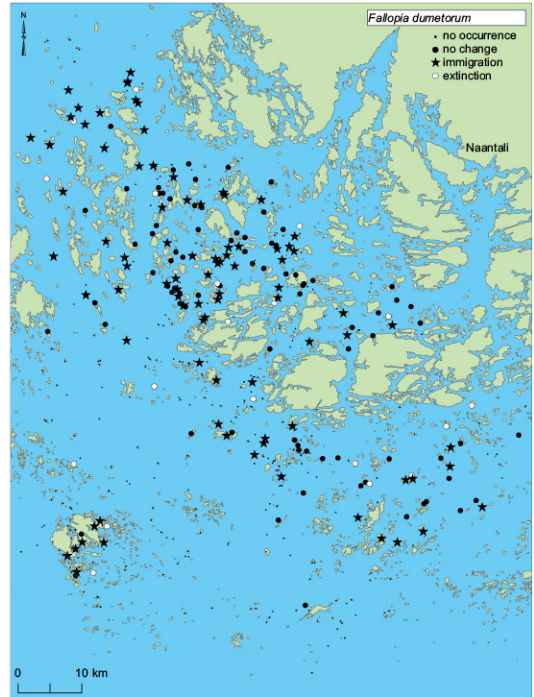 N
Fallopia dumetorum
no occurrence
no change
immigration
extinction
Naantali
0 10 km